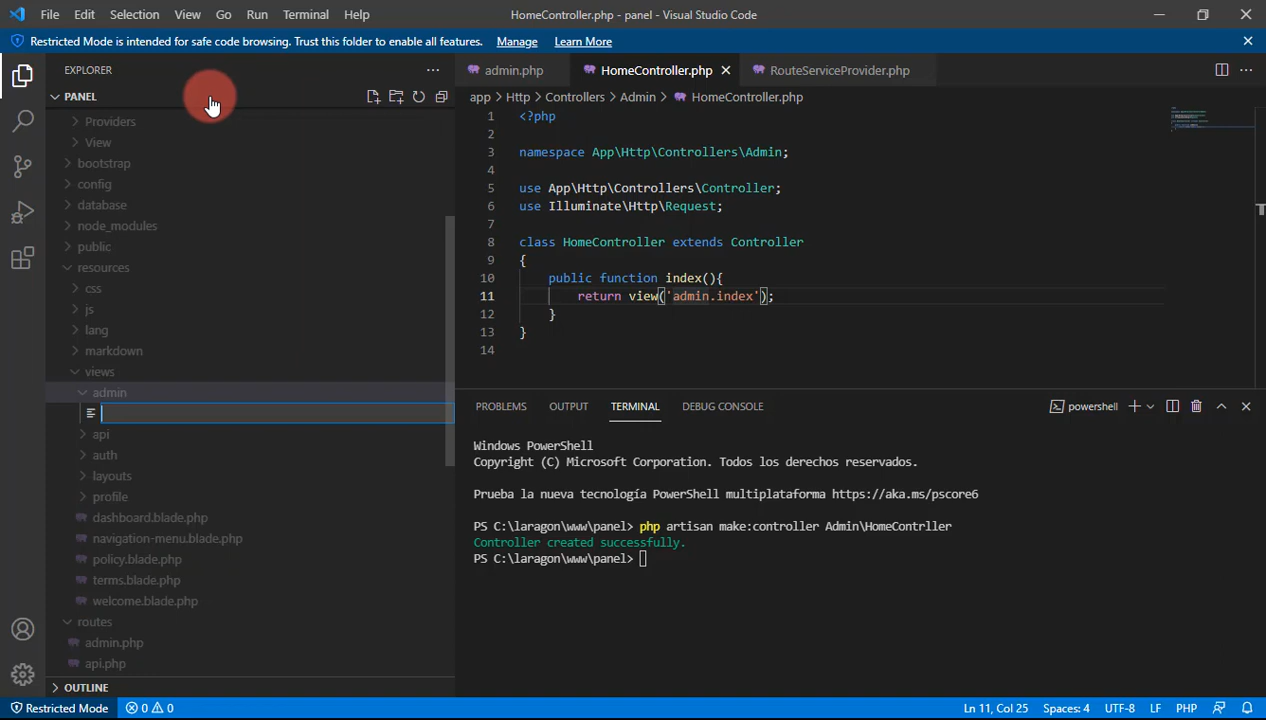 File Edit Selection View Go Run Terminal Help HomeController.php - panel - Visual Studio Code
Restricted Mode is intended for safe code browsing. Trust this folder to enable all features. Manage Learn More
EXPLORER
PANEL
Providers
View
bootstrap
config
database
node_modules
public
resources
css
js
lang
markdown
views
admin
api
auth
layouts
profile
dashboard.blade.php
navigation-menu.blade.php
policy.blade.php
terms.blade.php
welcome.blade.php
routes
admin.php
api.php
OUTLINE
admin.php HomeController.php RouteServiceProvider.php
app > Http > Controllers > Admin > HomeController.php
1 <?php
2
3 namespace App\Http\Controllers\Admin;
4
5 use App\Http\Controllers\Controller;
6 use Illuminate\Http\Request;
7
8 class HomeController extends Controller
9 {
10 public function index(){
11 return view('admin.index');
12 }
13 }
14
PROBLEMS OUTPUT TERMINAL DEBUG CONSOLE powershell
Windows PowerShell
Copyright (C) Microsoft Corporation. Todos los derechos reservados.
Prueba la nueva tecnología PowerShell multiplataforma https://aka.ms/pscore6
PS C:\laragon\www\panel> php artisan make:controller Admin\HomeContrller
Controller created successfully.
PS C:\laragon\www\panel>
Restricted Mode 0 0 Ln 11, Col 25 Spaces: 4 UTF-8 LF PHP